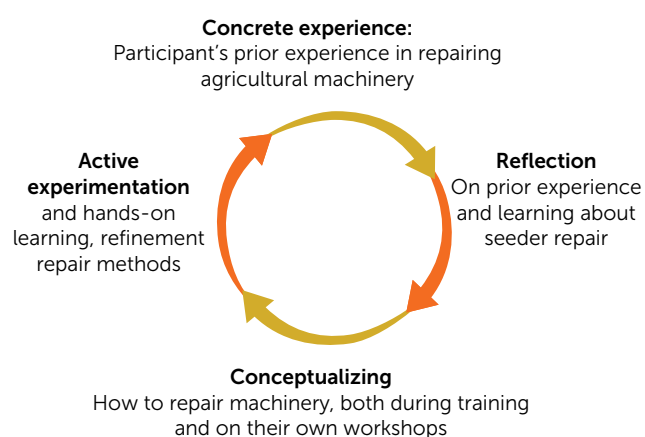 Concrete experience:
Participant's prior experience in repairing
agricultural machinery
Reflection
On prior experience
and learning about
seeder repair
Conceptualizing
How to repair machinery, both during training
and on their own workshops
Active
experimentation
and hands-on
learning, refinement
repair methods